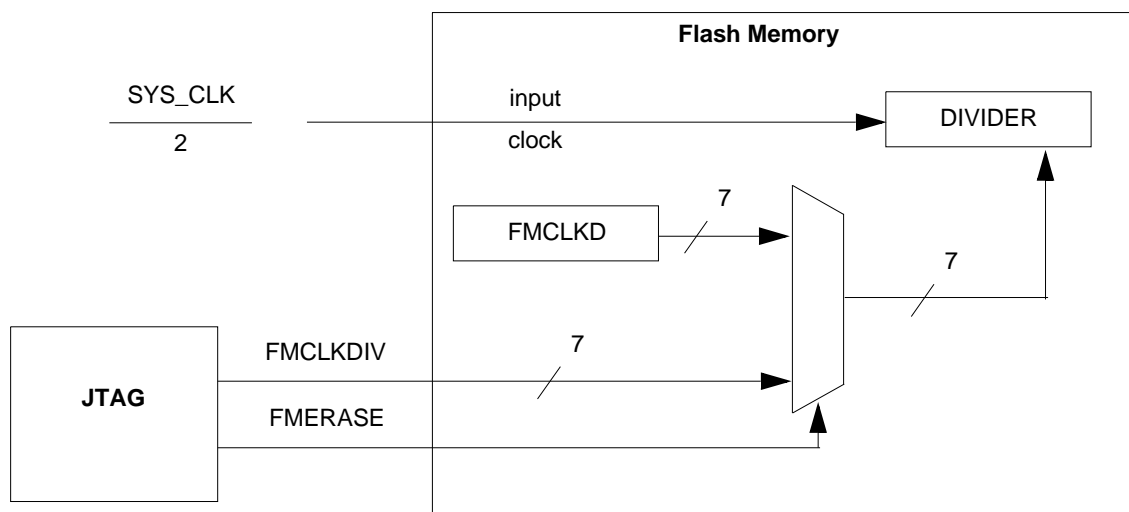 Flash Memory
SYS_CLK
2
input
clock
DIVIDER
7
FMCLKD
7
FMCLKDIV
7
JTAG
FMERASE